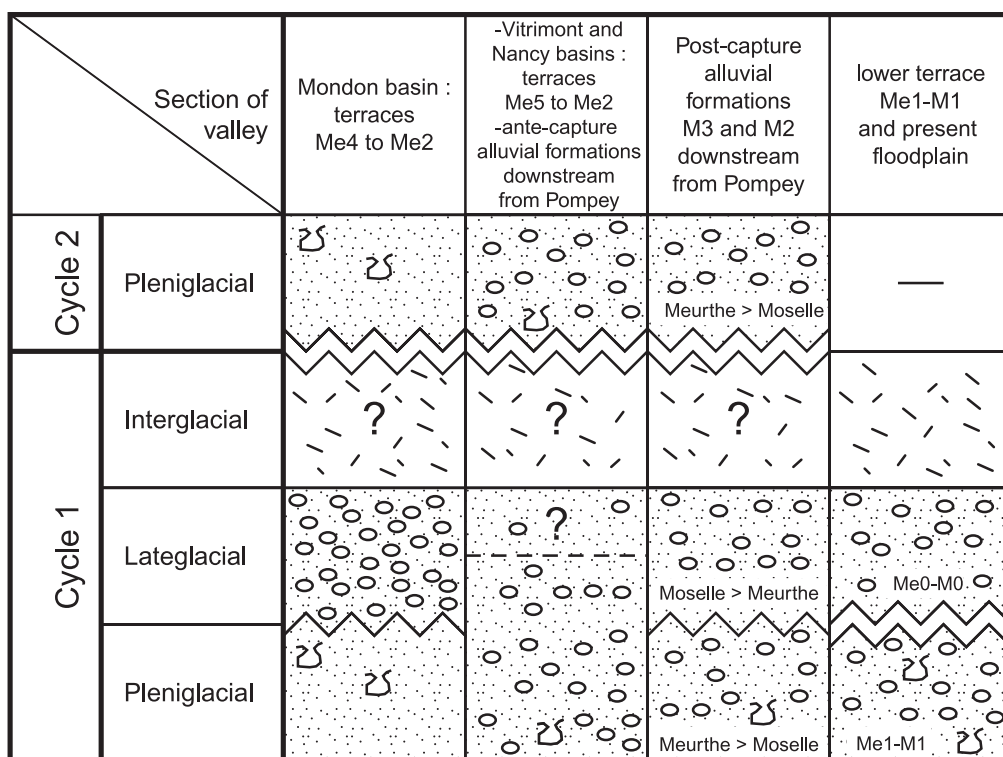 Section of
valley
Mondon basin :
terraces
Me4 to Me2
-Vitrimont and
Nancy basins :
terraces
Me5 to Me2
-ante-capture
alluvial formations
downstream
from Pompey
Post-capture
alluvial
formations
M3 and M2
downstream
from Pompey
lower terrace
Me1-M1
and present
floodplain
Cycle 2
Pleniglacial
Meurthe > Moselle
Cycle 1
Interglacial
?
?
?
Lateglacial
?
Moselle > Meurthe
Me0-M0
Pleniglacial
Meurthe > Moselle
Me1-M1